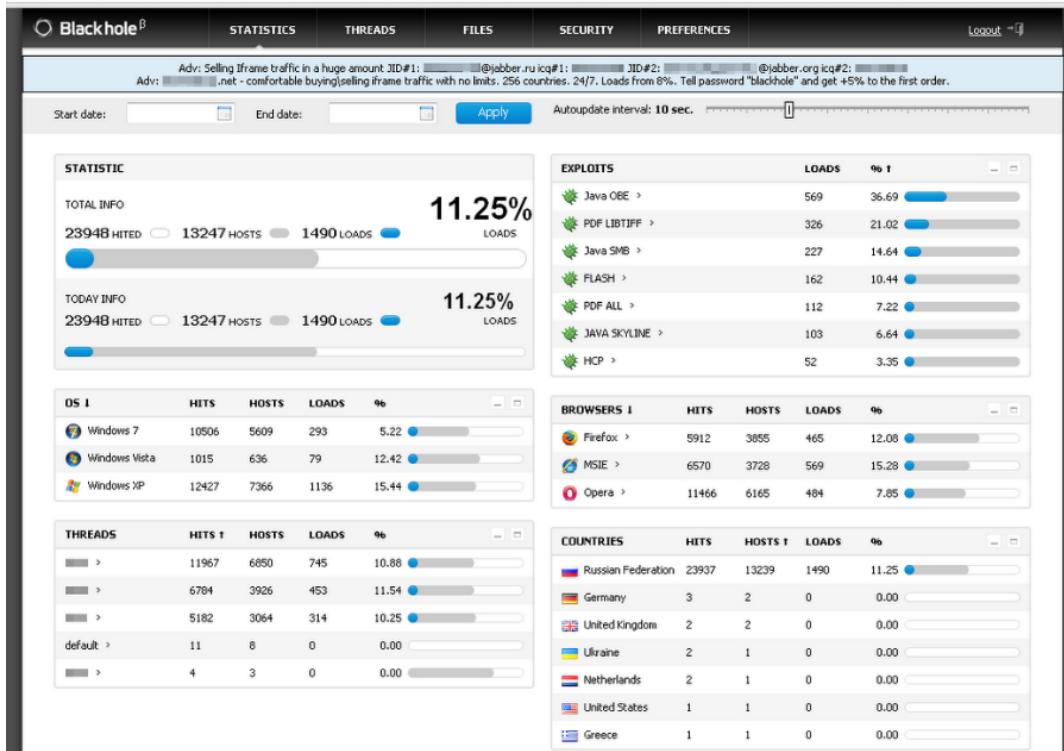 Blackhole β STATISTICS THREADS FILES SECURITY PREFERENCES Logout
Adv: Selling Iframe traffic in a huge amount JID#1: @jabber.ru icq#1: JID#2: @jabber.org icq#2:
Adv: .net - comfortable buying\selling iframe traffic with no limits. 256 countries. 24/7. Loads from 8%. Tell password "blackhole" and get +5% to the first order.
Start date: End date: Apply Autoupdate interval: 10 sec.
STATISTIC
TOTAL INFO
11.25%
LOADS
23948 HITED 13247 HOSTS 1490 LOADS
TODAY INFO
11.25%
LOADS
23948 HITED 13247 HOSTS 1490 LOADS
EXPLOITS LOADS % ↑
Java OBE > 569 36.69
PDF LIBTIFF > 326 21.02
Java SMB > 227 14.64
FLASH > 162 10.44
PDF ALL > 112 7.22
JAVA SKYLINE > 103 6.64
HCP > 52 3.35
OS ↓ HITS HOSTS LOADS %
Windows 7 10506 5609 293 5.22
Windows Vista 1015 636 79 12.42
Windows XP 12427 7366 1136 15.44
BROWSERS ↓ HITS HOSTS LOADS %
Firefox > 5912 3855 465 12.08
MSIE > 6570 3728 569 15.28
Opera > 11466 6165 484 7.85
THREADS HITS ↑ HOSTS LOADS %
> 11967 6850 745 10.88
> 6784 3926 453 11.54
> 5182 3064 314 10.25
default > 11 8 0 0.00
> 4 3 0 0.00
COUNTRIES HITS HOSTS ↑ LOADS %
Russian Federation 23937 13239 1490 11.25
Germany 3 2 0 0.00
United Kingdom 2 2 0 0.00
Ukraine 2 1 0 0.00
Netherlands 2 1 0 0.00
United States 1 1 0 0.00
Greece 1 1 0 0.00